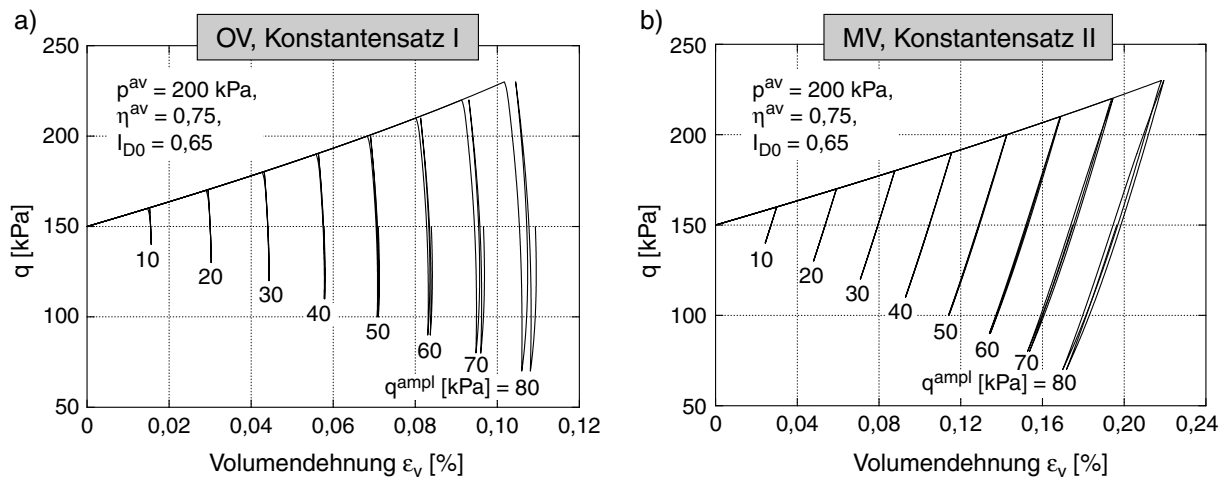 a)
OV, Konstantensatz I
250
200
150
100
50
q [kPa]
p^av = 200 kPa,
η^av = 0,75,
I_D0 = 0,65
10
20
30
40
50
60
70
q^ampl [kPa] = 80
0
0,02
0,04
0,06
0,08
0,10
0,12
Volumendehnung ε_v [%]
b)
MV, Konstantensatz II
250
200
150
100
50
q [kPa]
p^av = 200 kPa,
η^av = 0,75,
I_D0 = 0,65
10
20
30
40
50
60
70
q^ampl [kPa] = 80
0
0,04
0,08
0,12
0,16
0,20
0,24
Volumendehnung ε_v [%]